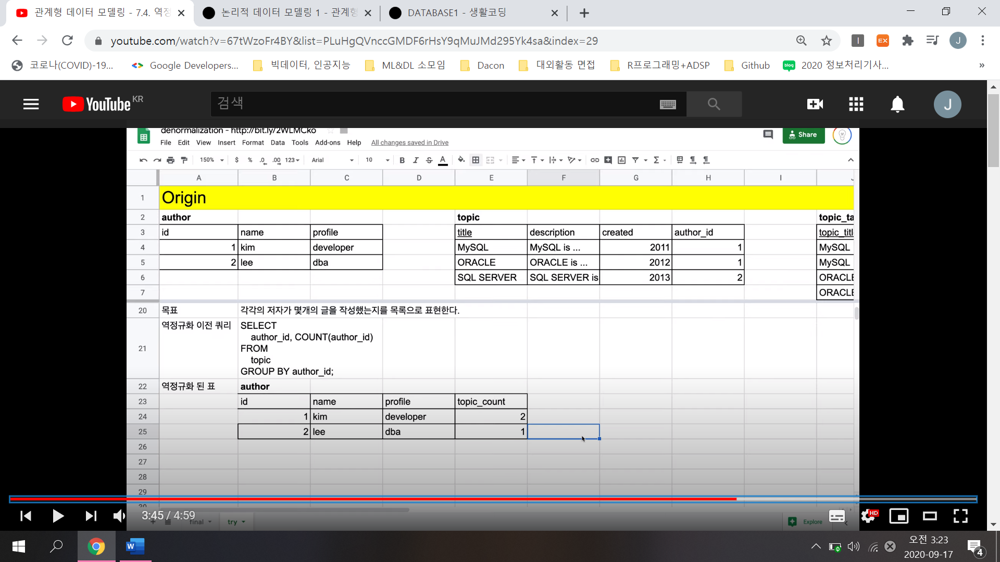 관계형 데이터 모델링 - 7.4. 역정
논리적 데이터 모델링 1 - 관계형
DATABASE1 - 생활코딩
youtube.com/watch?v=67tWzoFr4BY&list=PLuHgQVnccGMDF6rHsY9qMuJMd295Yk4sa&index=29
EX
J
코로나(COVID)-19...
Google Developers...
빅데이터, 인공지능
ML&DL 소모임
Dacon
대외활동 면접
R프로그래밍+ADSP
Github
blog
2020 정보처리기사...
»
YouTube KR
검색
J
denormalization - http://bit.ly/2WLMCko
File Edit View Insert Format Data Tools Add-ons Help All changes saved in Drive
Share
150% $ % .0 .00 123 Arial 10 B I S A
A B C D E F G H I
1 Origin
2 author topic topic_ta
3 id name profile title description created author_id topic_titl
4 1 kim developer MySQL MySQL is ... 2011 1 MySQL
5 2 lee dba ORACLE ORACLE is ... 2012 1 MySQL
6 SQL SERVER SQL SERVER is 2013 2 ORACLE
7 ORACLE
20 목표 각각의 저자가 몇개의 글을 작성했는지를 목록으로 표현한다.
21 역정규화 이전 쿼리 SELECT
author_id, COUNT(author_id)
FROM
topic
GROUP BY author_id;
22 역정규화 된 표 author
23 id name profile topic_count
24 1 kim developer 2
25 2 lee dba 1
26
27
28
29
30
3:45 / 4:59
final try
Explore
HD
W
오전 3:23
2020-09-17
4